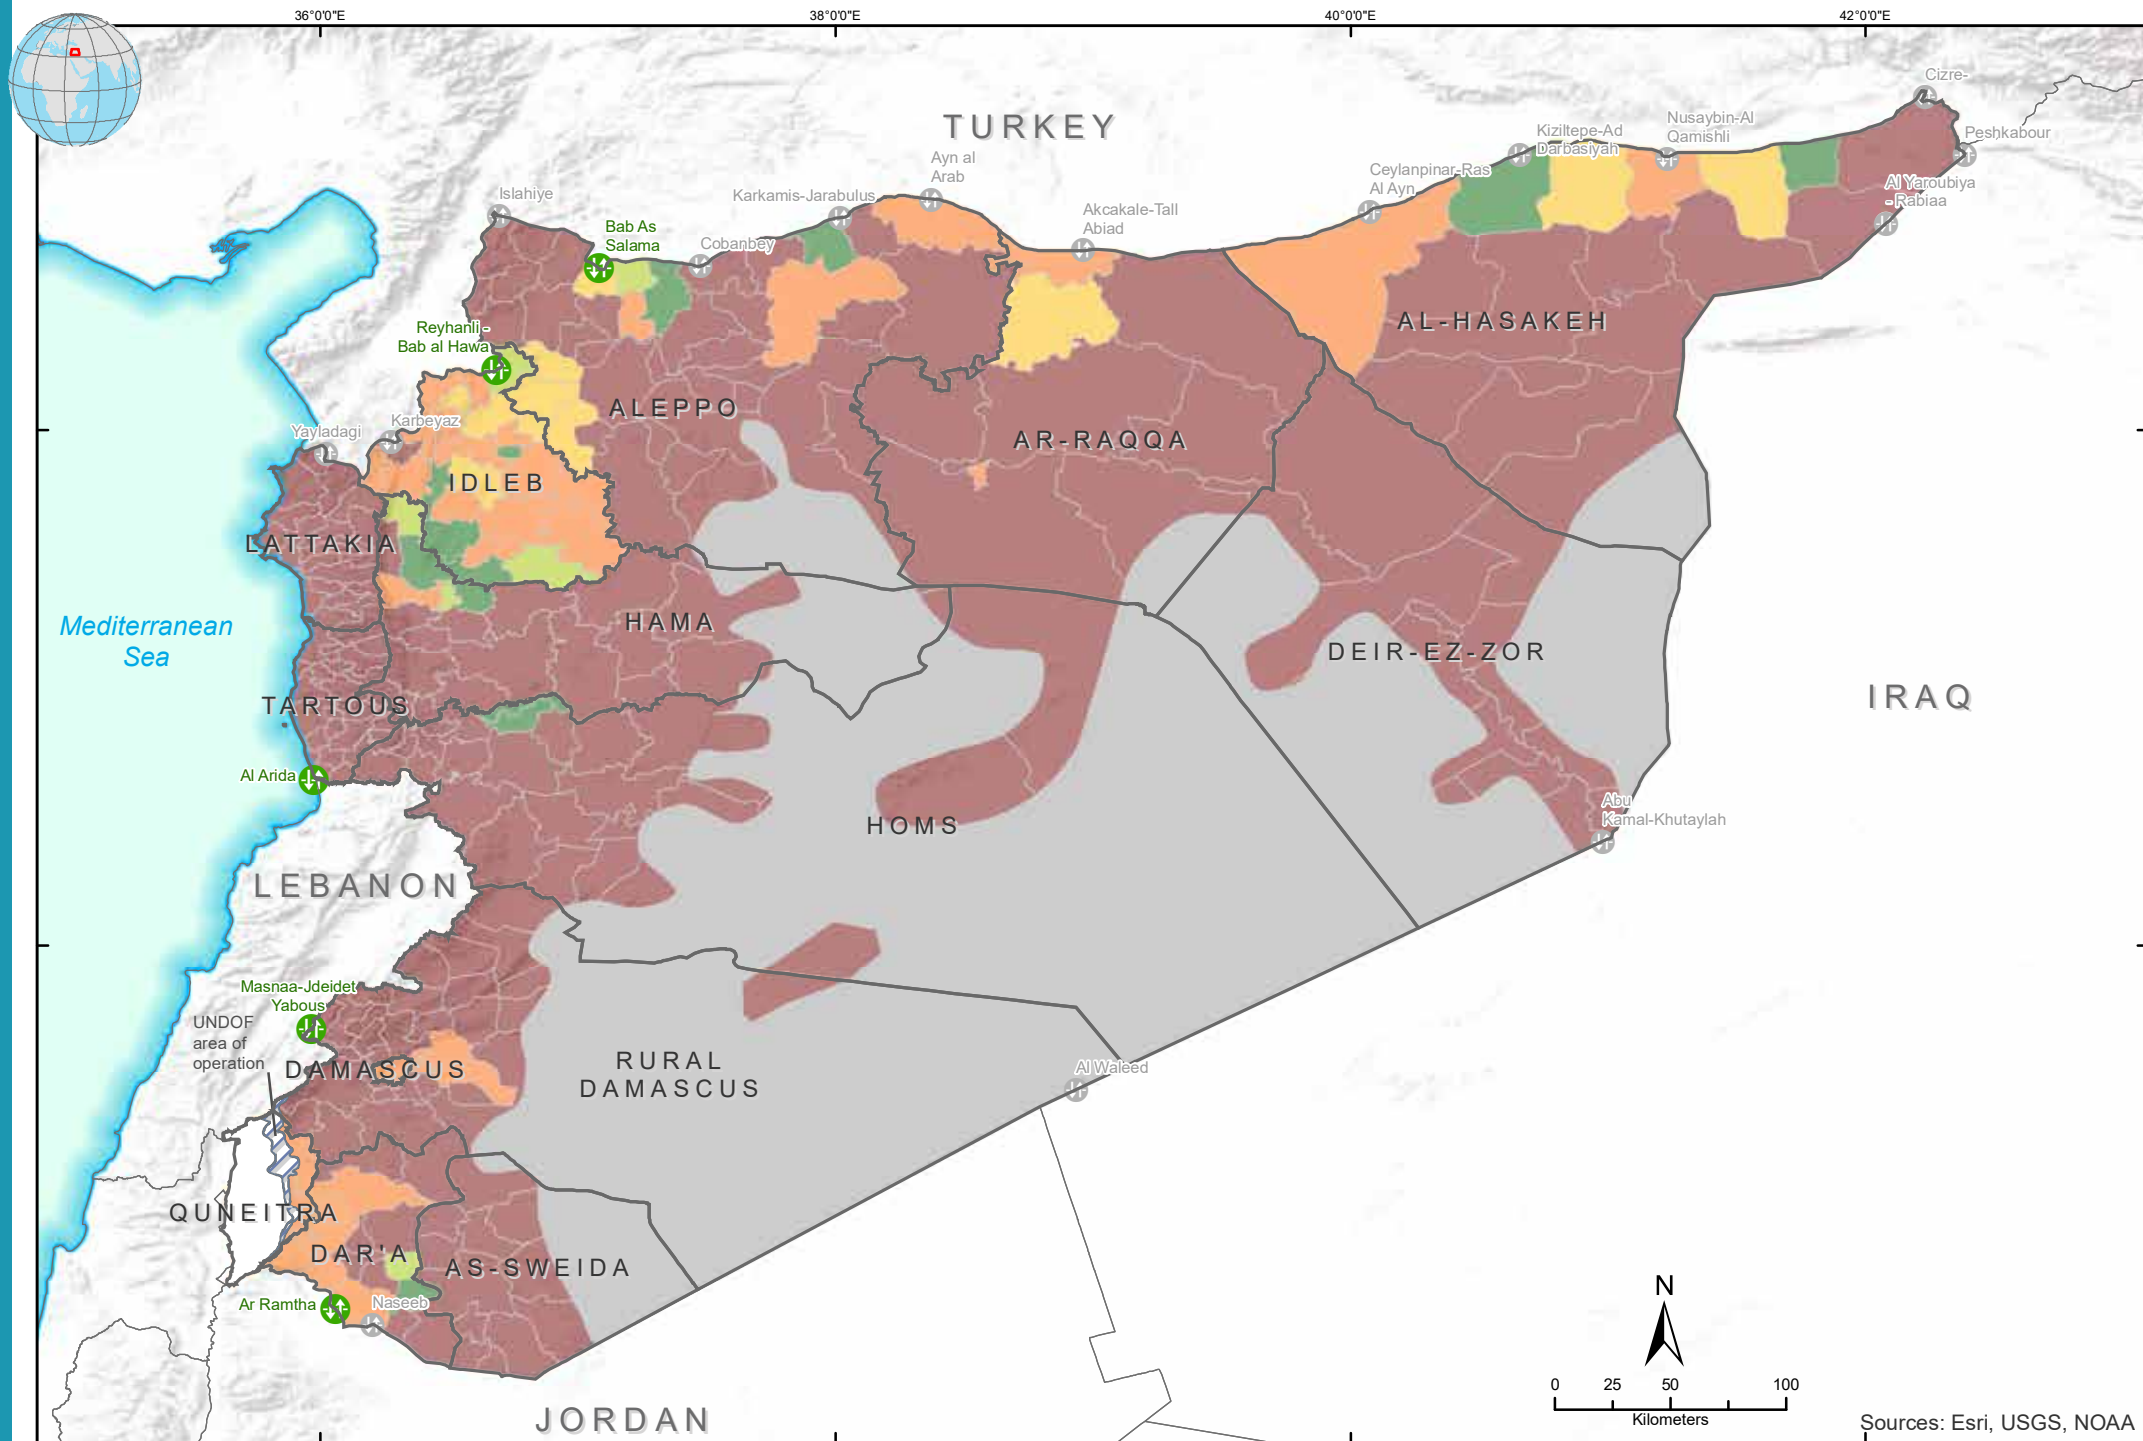 36°0'0"E
38°0'0"E
40°0'0"E
42°0'0"E
TURKEY
Cizre-
Peshkabour
Nusaybin-Al
Qamishli
Kiziltepe-Ad
Darbasiyah
Ceylanpinar-Ras
Al Ayn
Al Yaroubiya
- Rabiaa
Ayn al
Arab
Akcakale-Tall
Abiad
Karkamis-Jarabulus
Islahiye
Bab As
Salama
Cobanbey
Reyhanli -
Bab al Hawa
AL-HASAKEH
ALEPPO
AR-RAQQA
Karbeyaz
Yayladagi
IDLEB
LATTAKIA
HAMA
Mediterranean
Sea
DEIR-EZ-ZOR
IRAQ
TARTOUS
Al Arida
HOMS
Abu
Kamal-Khutaylah
LEBANON
Masnaa-Jdeidet
Yabous
UNDOF
area of
operation
DAMASCUS
RURAL
DAMASCUS
Al Waleed
QUNEITRA
DAR'A
AS-SWEIDA
Ar Ramtha
Naseeb
JORDAN
N
0 25 50 100
Kilometers
Sources: Esri, USGS, NOAA